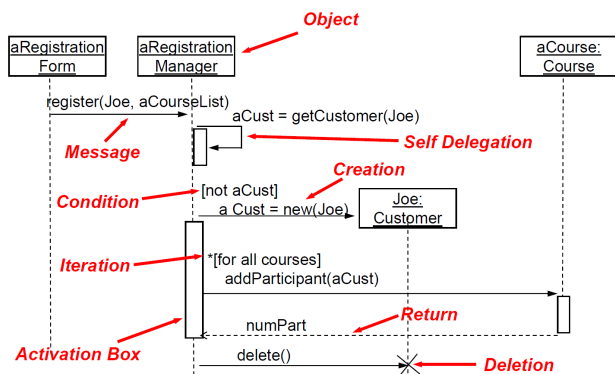 Object
aRegistration
Form
aRegistration
Manager
aCourse:
Course
register(Joe, aCourseList)
aCust = getCustomer(Joe)
Message
Self Delegation
Creation
[not aCust]
Condition
a Cust = new(Joe)
Joe:
Customer
Iteration
*[for all courses]
addParticipant(aCust)
numPart
Return
Activation Box
delete()
Deletion